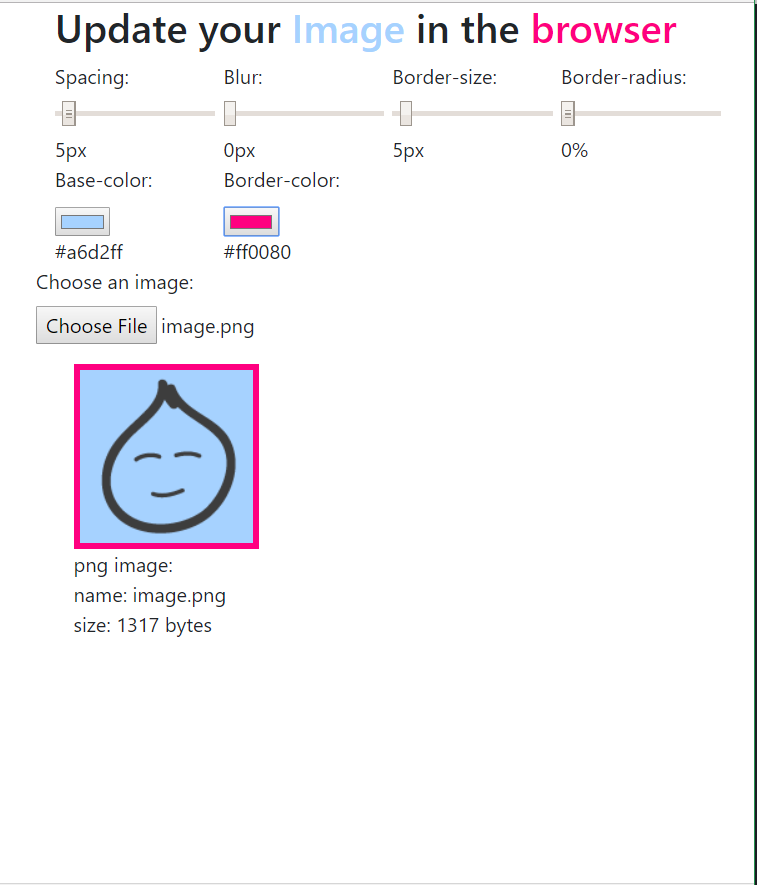 Update your Image in the browser
Spacing: Blur: Border-size: Border-radius:
5px 0px 5px 0%
Base-color: Border-color:
#a6d2ff #ff0080
Choose an image:
Choose File image.png
png image:
name: image.png
size: 1317 bytes